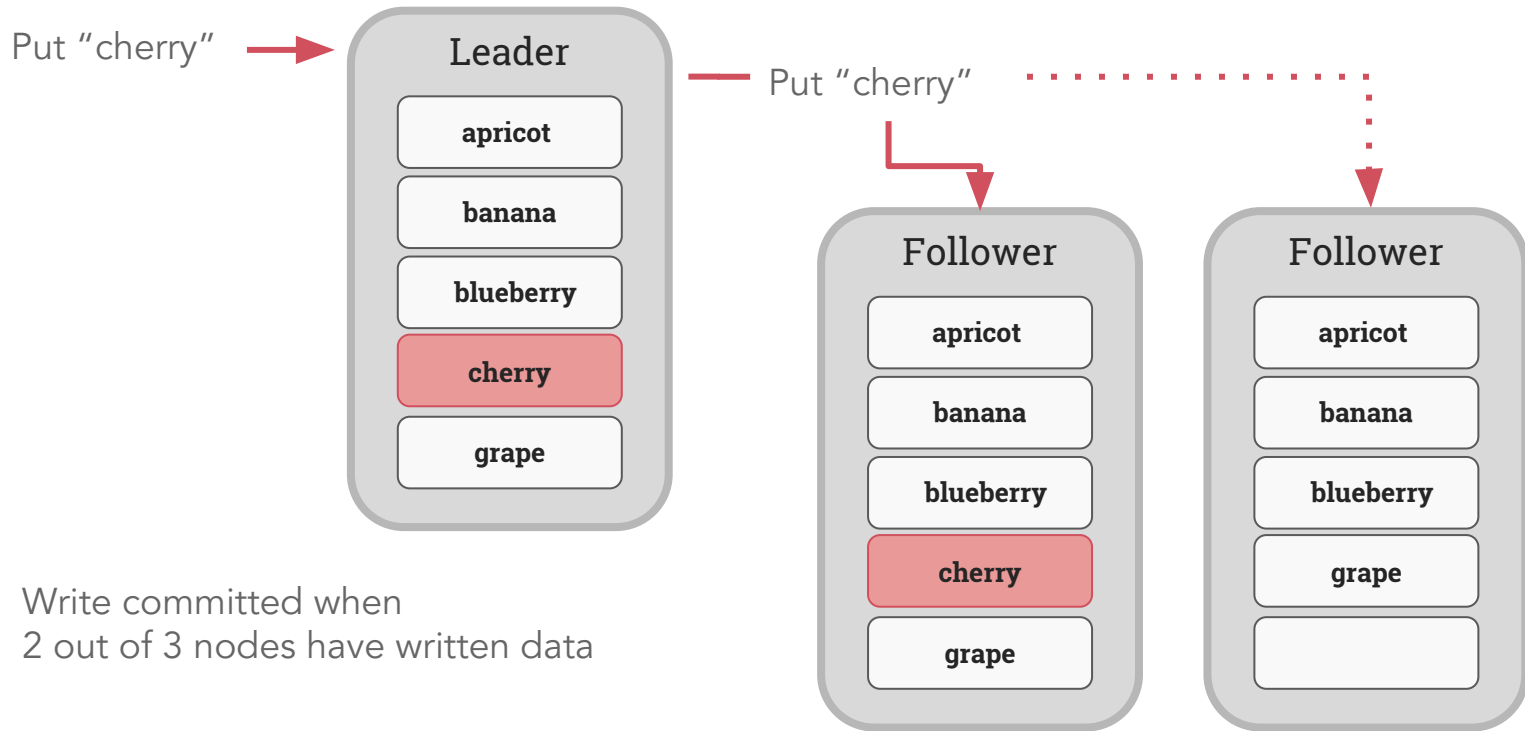 Put “cherry”
Leader
apricot
banana
blueberry
cherry
grape
Put “cherry”
Follower
apricot
banana
blueberry
cherry
grape
Follower
apricot
banana
blueberry
grape
Write committed when
2 out of 3 nodes have written data